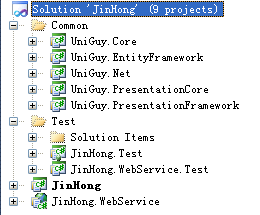 Solution 'JinHong' (9 projects)
Common
UniGuy.Core
UniGuy.EntityFramework
UniGuy.Net
UniGuy.PresentationCore
UniGuy.PresentationFramework
Test
Solution Items
JinHong.Test
JinHong.WebService.Test
JinHong
JinHong.WebService